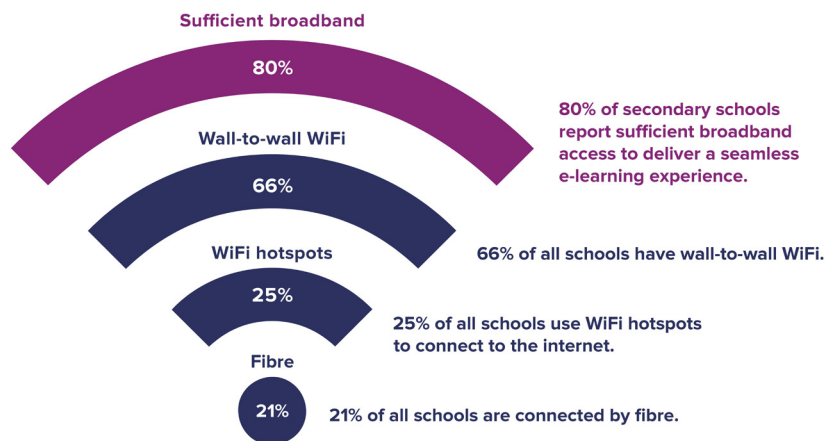 Sufficient broadband
80%
80% of secondary schools
report sufficient broadband
access to deliver a seamless
e-learning experience.
Wall-to-wall WiFi
66%
66% of all schools have wall-to-wall WiFi.
WiFi hotspots
25%
25% of all schools use WiFi hotspots
to connect to the internet.
Fibre
21%
21% of all schools are connected by fibre.